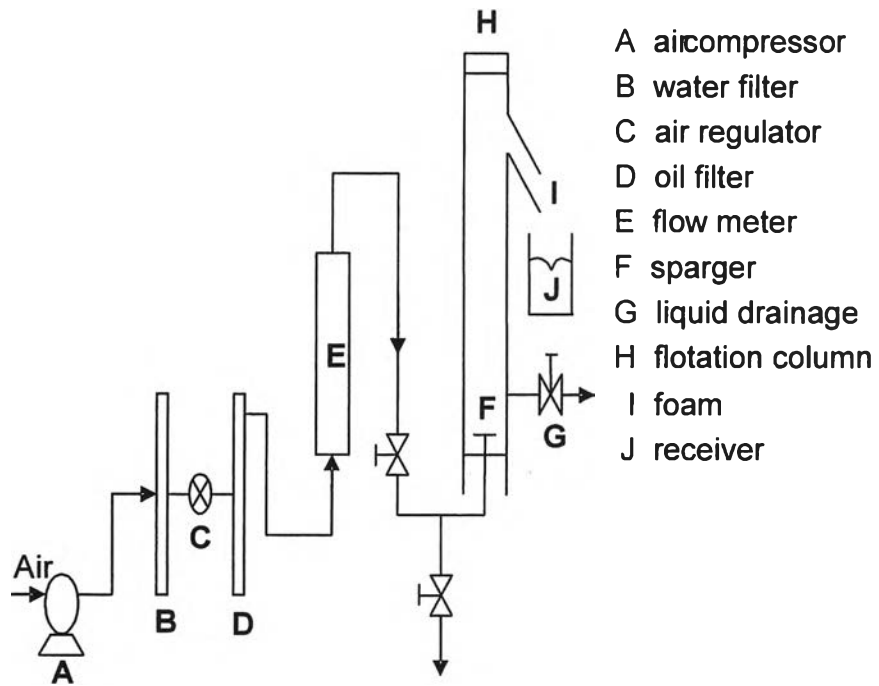 H
A aircompressor
B water filter
C air regulator
D oil filter
E flow meter
F sparger
G liquid drainage
H flotation column
I foam
J receiver
I
J
E
F
G
C
Air
B
D
A